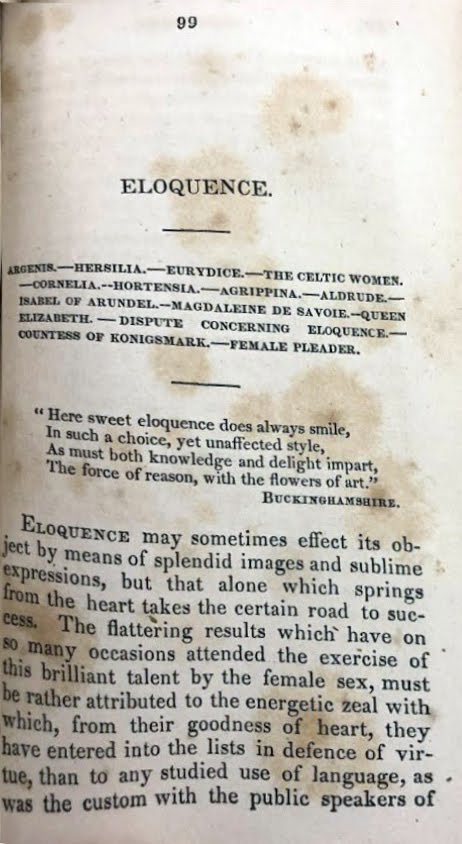 99
ELOQUENCE.
ARGENIS.—HERSILIA.—EURYDICE.—THE CELTIC WOMEN.
—CORNELIA.--HORTENSIA.—AGRIPPINA.—ALDRUDE.—
ISABEL OF ARUNDEL.--MAGDALEINE DE SAVOIE.--QUEEN
ELIZABETH. — DISPUTE CONCERNING ELOQUENCE.—
COUNTESS OF KONIGSMARK.—FEMALE PLEADER.
“ Here sweet eloquence does always smile,
In such a choice, yet unaffected style,
As must both knowledge and delight impart,
The force of reason, with the flowers of art.”
BUCKINGHAMSHIRE.
ELOQUENCE may sometimes effect its ob-
ject by means of splendid images and sublime
expressions, but that alone which springs
from the heart takes the certain road to suc-
cess. The flattering results which have on
so many occasions attended the exercise of
this brilliant talent by the female sex, must
be rather attributed to the energetic zeal with
which, from their goodness of heart, they
have entered into the lists in defence of vir-
tue, than to any studied use of language, as
was the custom with the public speakers of